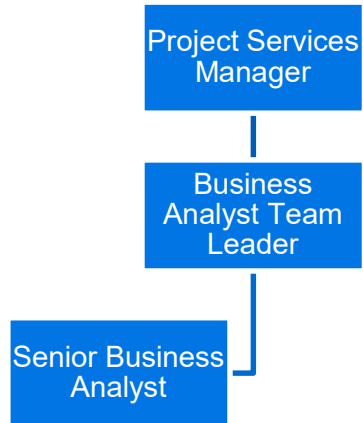 Project Services
Manager
Business
Analyst Team
Leader
Senior Business
Analyst